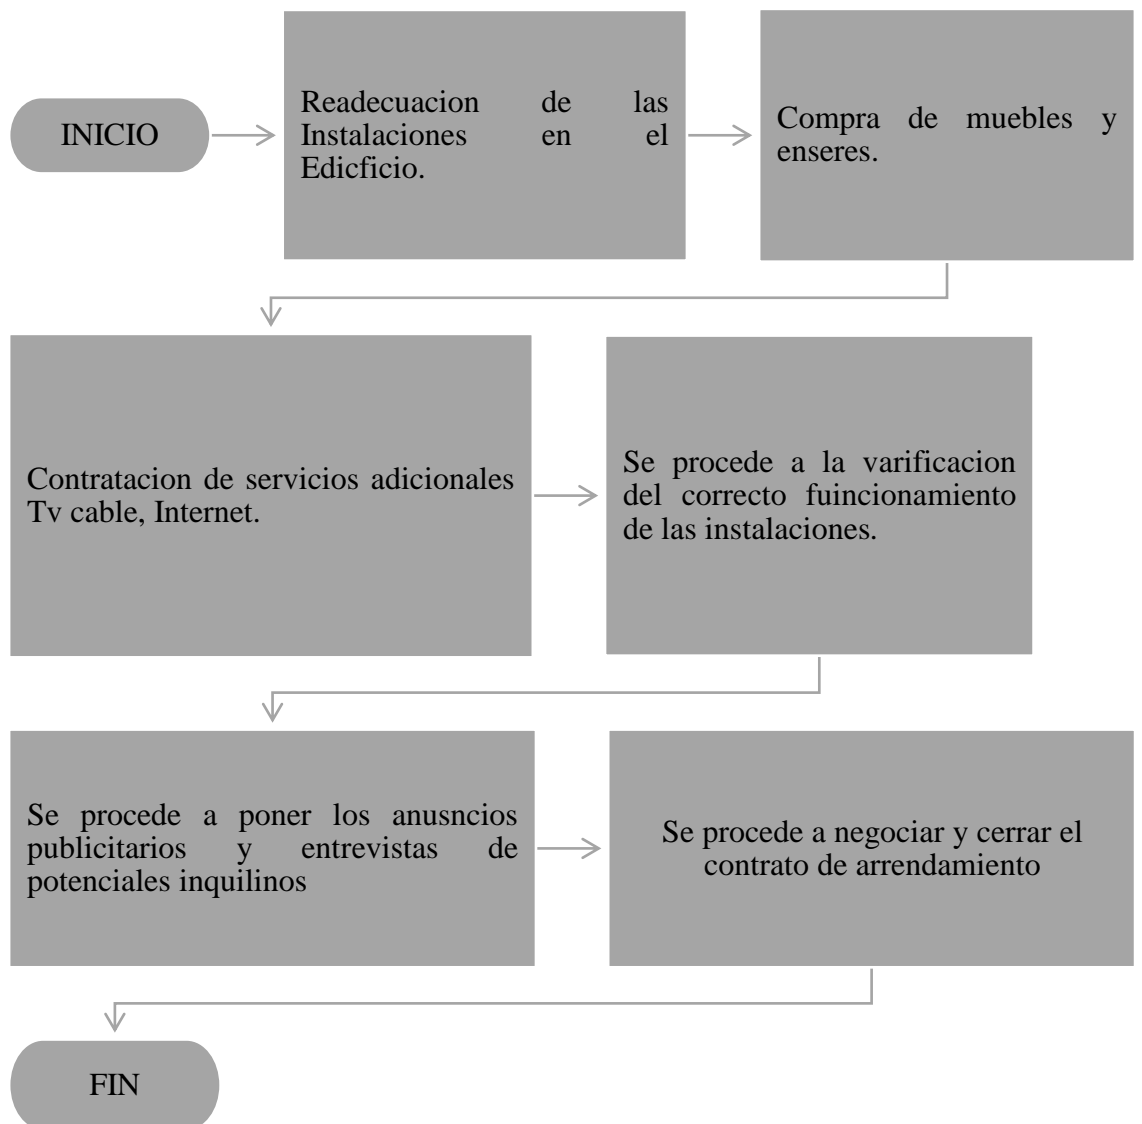 INICIO
Readecuacion de las
Instalaciones en el
Edicficio.
Compra de muebles y
enseres.
Contratacion de servicios adicionales
Tv cable, Internet.
Se procede a la varificacion
del correcto fuincionamiento
de las instalaciones.
Se procede a poner los anusncios
publicitarios y entrevistas de
potenciales inquilinos
Se procede a negociar y cerrar el
contrato de arrendamiento
FIN